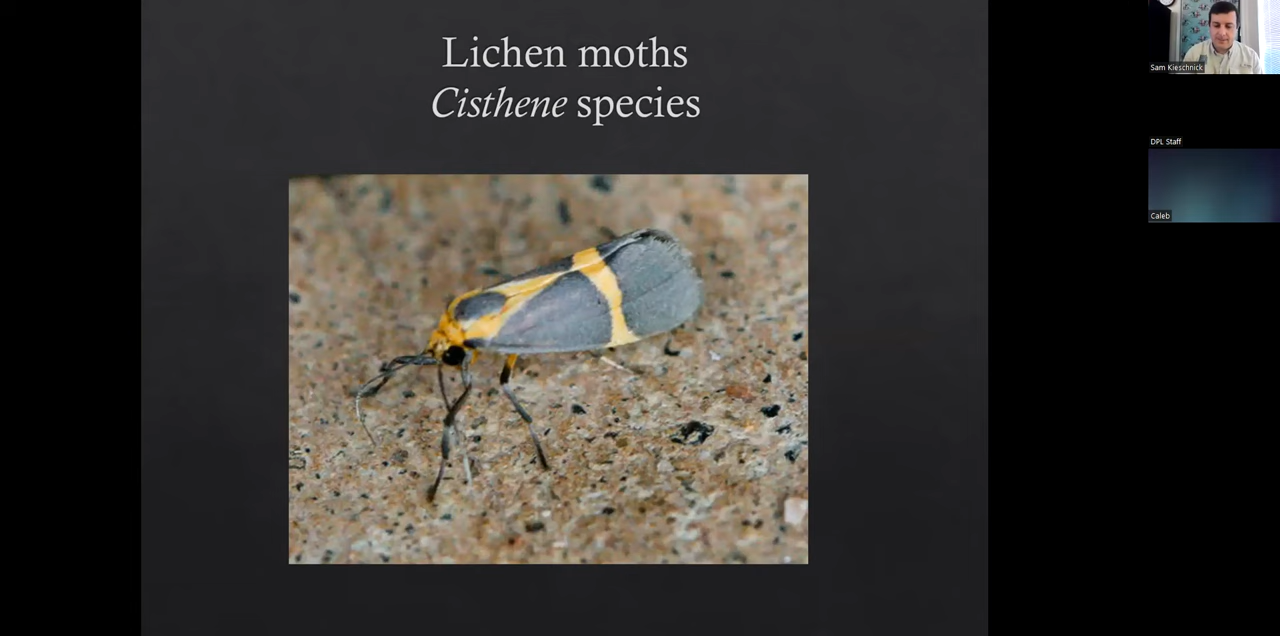 Lichen moths
Cisthene species
Sam Kieschnick
DPL Staff
Caleb